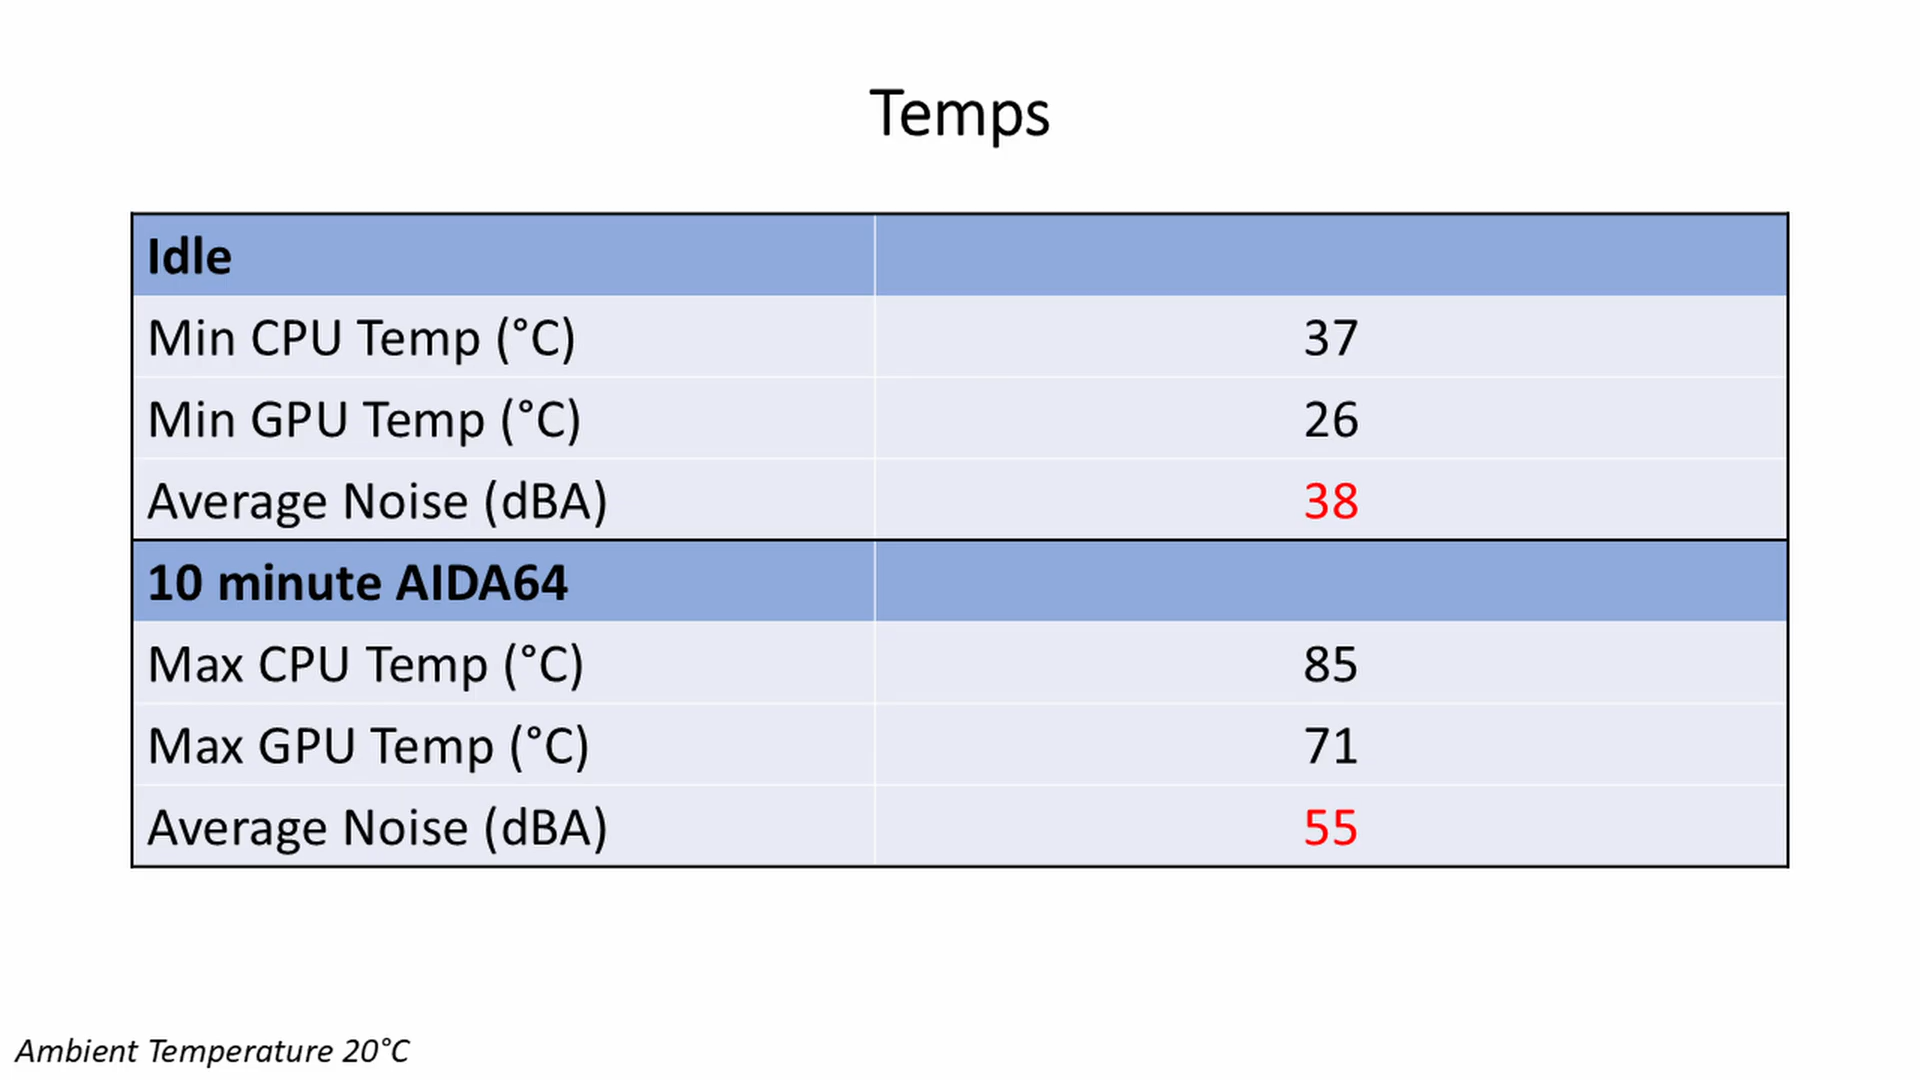 Temps
Idle
Min CPU Temp (°C) 37
Min GPU Temp (°C) 26
Average Noise (dBA) 38
10 minute AIDA64
Max CPU Temp (°C) 85
Max GPU Temp (°C) 71
Average Noise (dBA) 55
Ambient Temperature 20°C